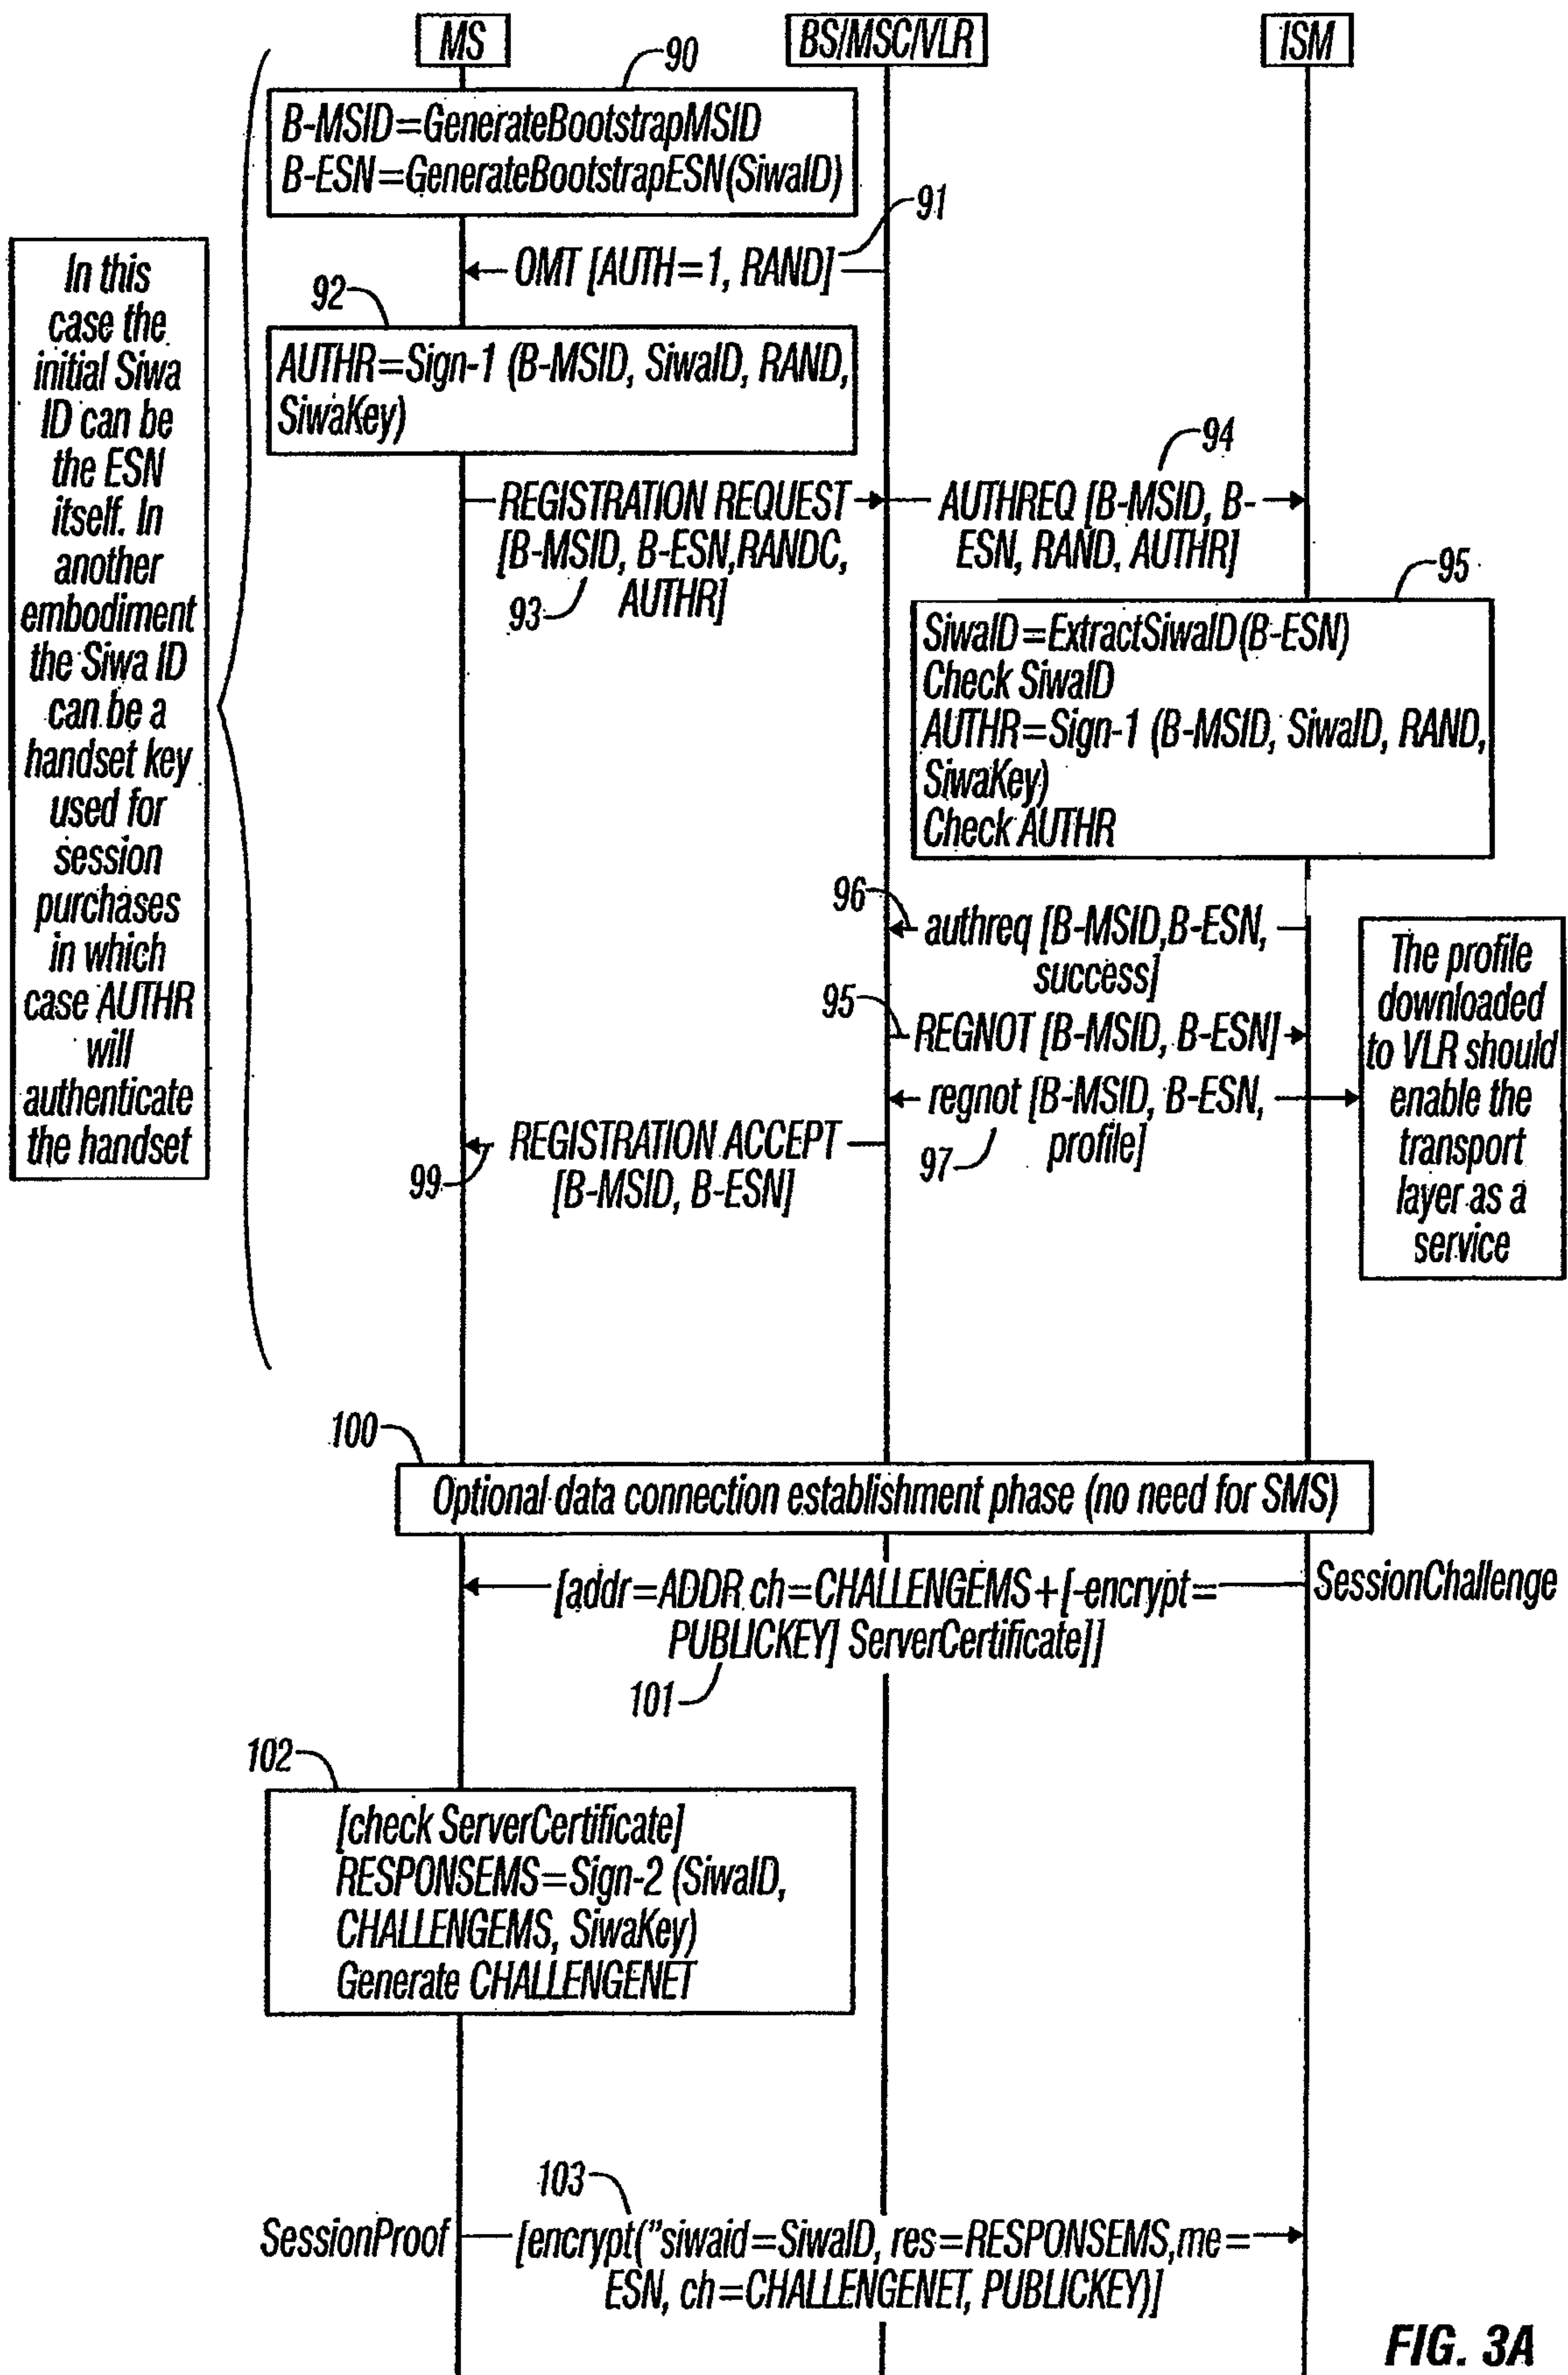 MS
BS/MSC/VLR
ISM
90
B-MSID=GenerateBootstrapMSID
B-ESN=GenerateBootstrapESN(SiwaID)
91
OMT [AUTH=1, RAND]
In this
case the
initial Siwa
ID can be
the ESN
itself. In
another
embodiment
the Siwa ID
can be a
handset key
used for
session
purchases
in which
case AUTHR
will
authenticate
the handset
92
AUTHR=Sign-1 (B-MSID, SiwaID, RAND,
SiwaKey)
94
REGISTRATION REQUEST
[B-MSID, B-ESN,RANDC,
AUTHR]
93
AUTHREQ [B-MSID, B-
ESN, RAND, AUTHR]
95
SiwaID=ExtractSiwaID(B-ESN)
Check SiwaID
AUTHR=Sign-1 (B-MSID, SiwaID, RAND,
SiwaKey)
Check AUTHR
96
authreq [B-MSID,B-ESN,
success]
95
REGNOT [B-MSID, B-ESN]
regnot [B-MSID, B-ESN,
profile]
97
The profile
downloaded
to VLR should
enable the
transport
layer as a
service
REGISTRATION ACCEPT
[B-MSID, B-ESN]
99
100
Optional data connection establishment phase (no need for SMS)
[addr=ADDR ch=CHALLENGEMS+[-encrypt=
PUBLICKEY] ServerCertificate]]
SessionChallenge
101
102
[check ServerCertificate]
RESPONSEMS=Sign-2 (SiwaID,
CHALLENGEMS, SiwaKey)
Generate CHALLENGENET
103
SessionProof
[encrypt("siwaid=SiwaID, res=RESPONSEMS,me=
ESN, ch=CHALLENGENET, PUBLICKEY)]
FIG. 3A